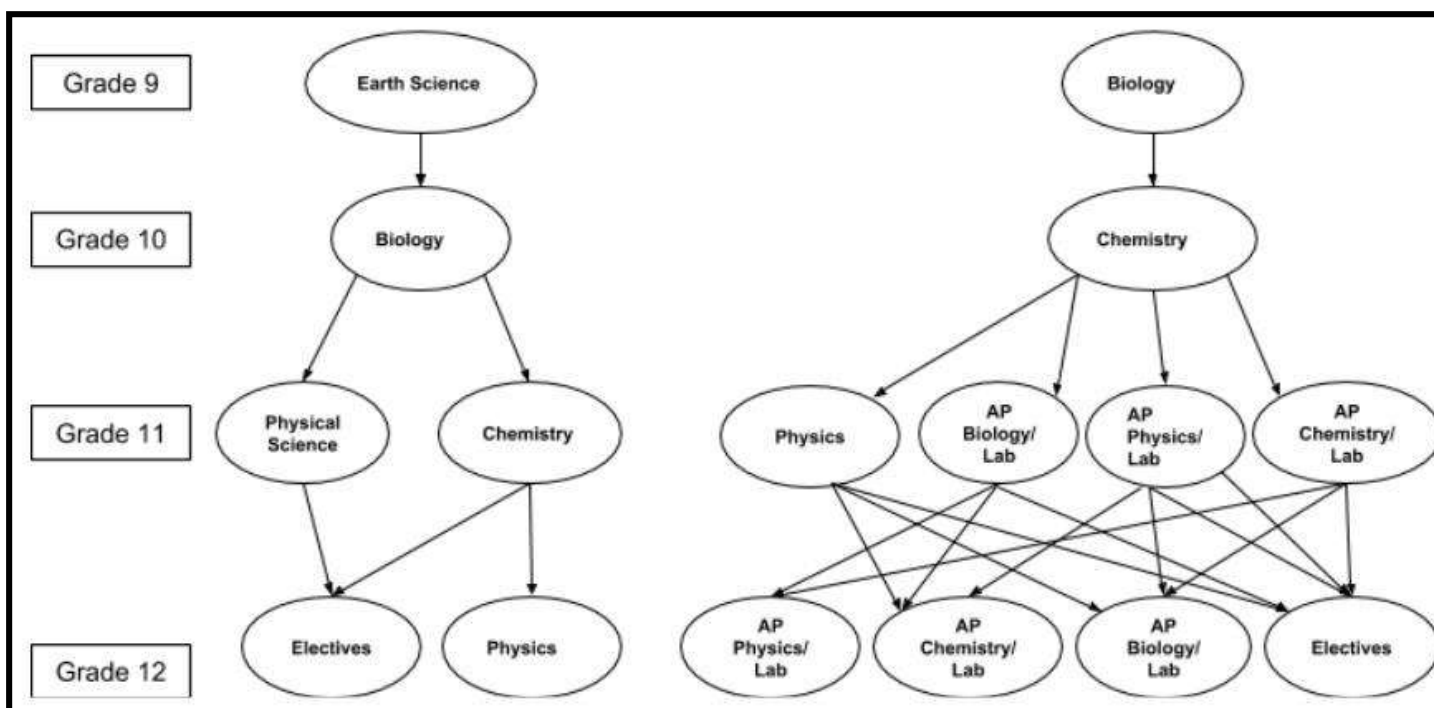 Grade 9
Earth Science
Biology
Grade 10
Biology
Chemistry
Grade 11
Physical
Science
Chemistry
Physics
AP
Biology/
Lab
AP
Physics/
Lab
AP
Chemistry/
Lab
Grade 12
Electives
Physics
AP
Physics/
Lab
AP
Chemistry/
Lab
AP
Biology/
Lab
Electives